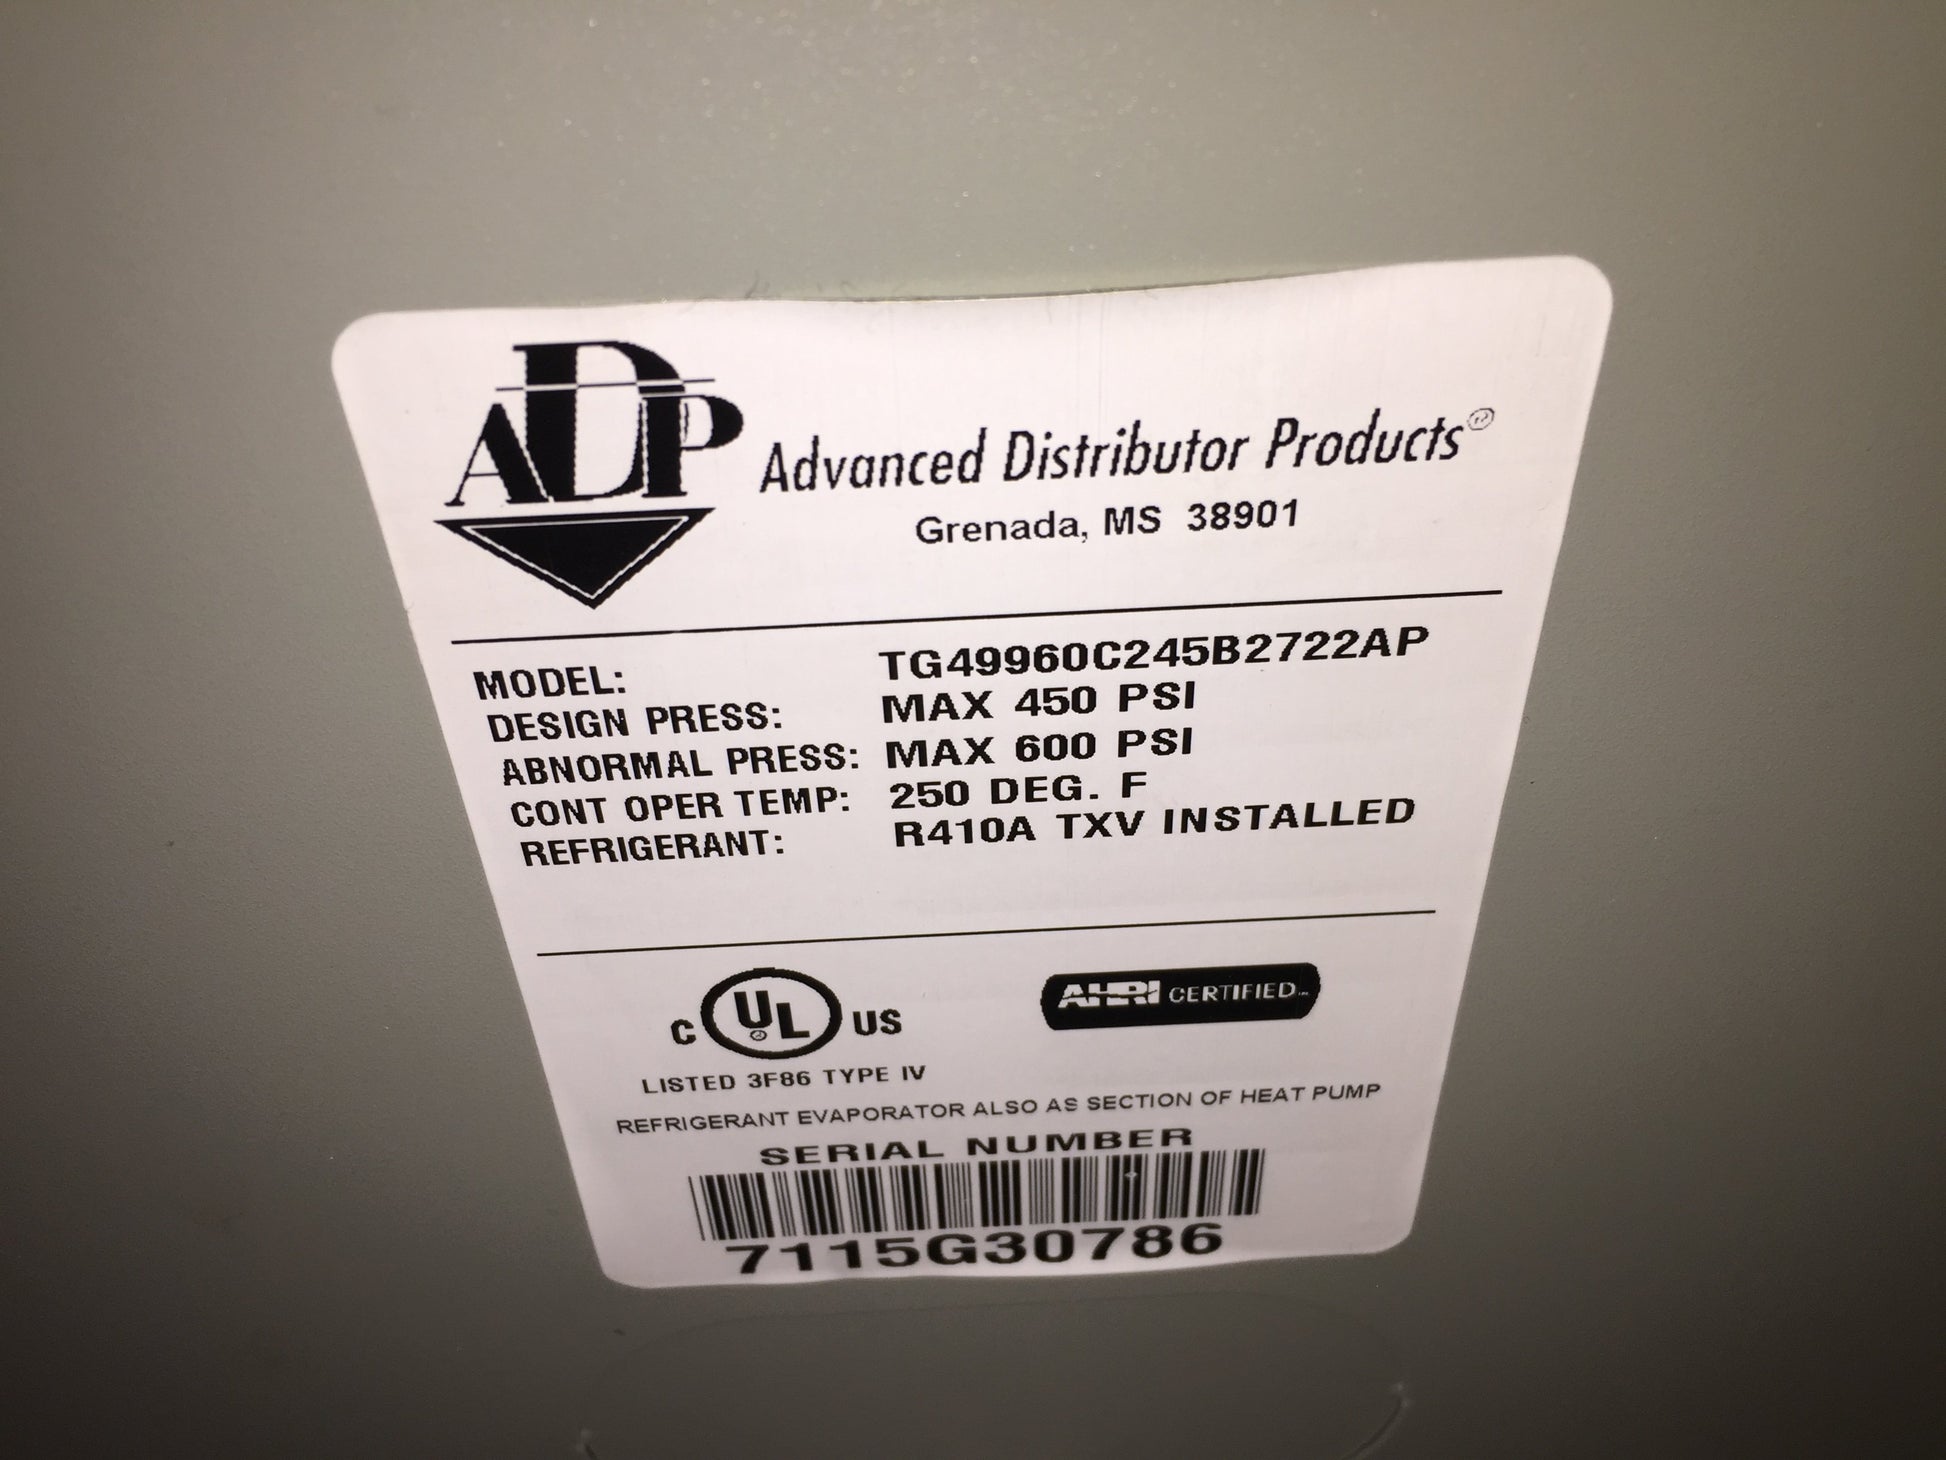 ADP
Advanced Distributor Products®
Grenada, MS 38901
MODEL: TG49960C245B2722AP
DESIGN PRESS: MAX 450 PSI
ABNORMAL PRESS: MAX 600 PSI
CONT OPER TEMP: 250 DEG. F
REFRIGERANT: R410A TXV INSTALLED
C UL® US
AHRI CERTIFIED™
LISTED 3F86 TYPE IV
REFRIGERANT EVAPORATOR ALSO AS SECTION OF HEAT PUMP
SERIAL NUMBER
7115G30786